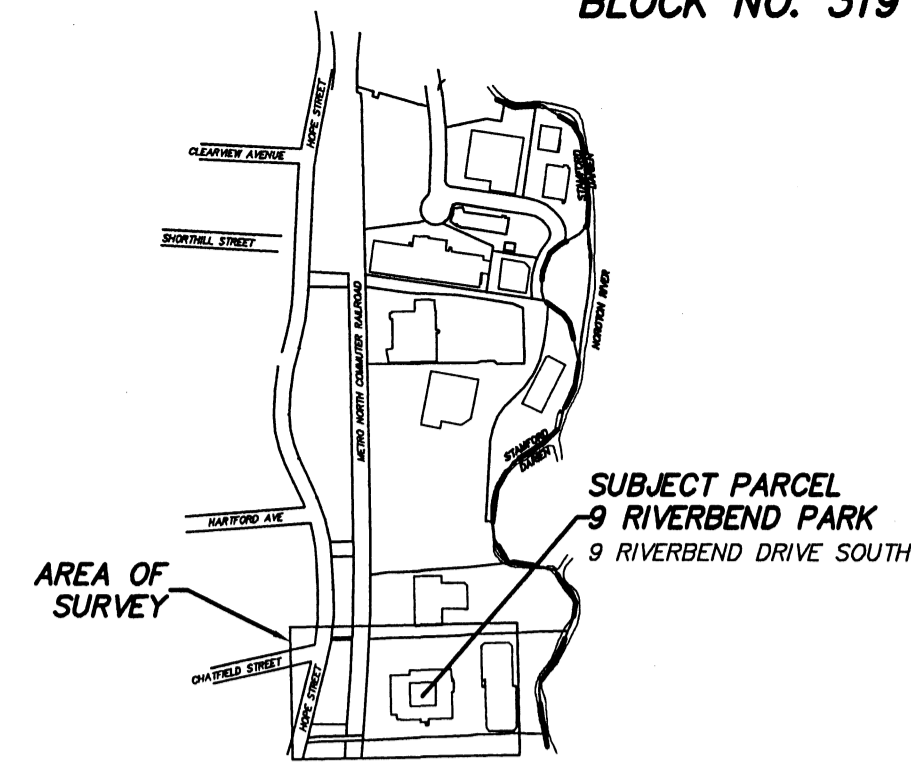 BLOCK NO. 319
HOPE STREET
CLEARVIEW AVENUE
STAMFORD
DARIEN
SHORTHILL STREET
METRO NORTH COMMUTER RAILROAD
NOROTON RIVER
STAMFORD
DARIEN
SUBJECT PARCEL
9 RIVERBEND PARK
9 RIVERBEND DRIVE SOUTH
HARTFORD AVE
AREA OF
SURVEY
CHATFIELD STREET
HOPE STREET